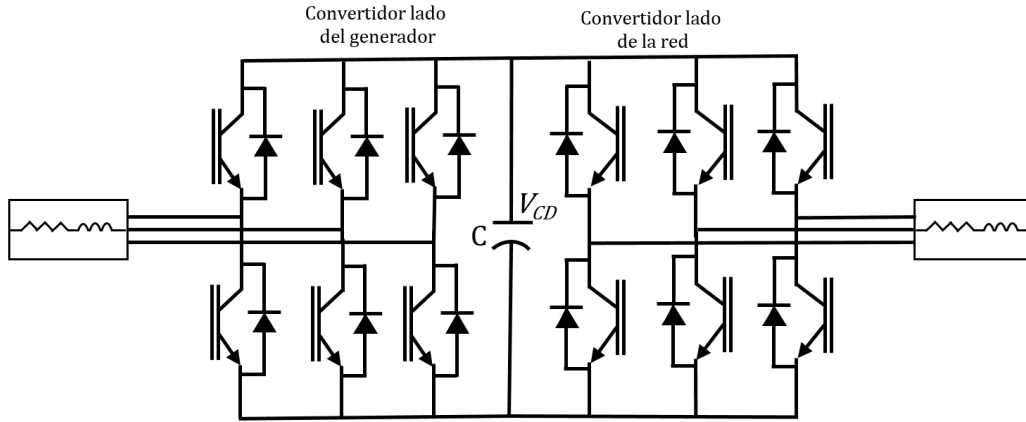 Convertidor lado
del generador
Convertidor lado
de la red
V_CD
C